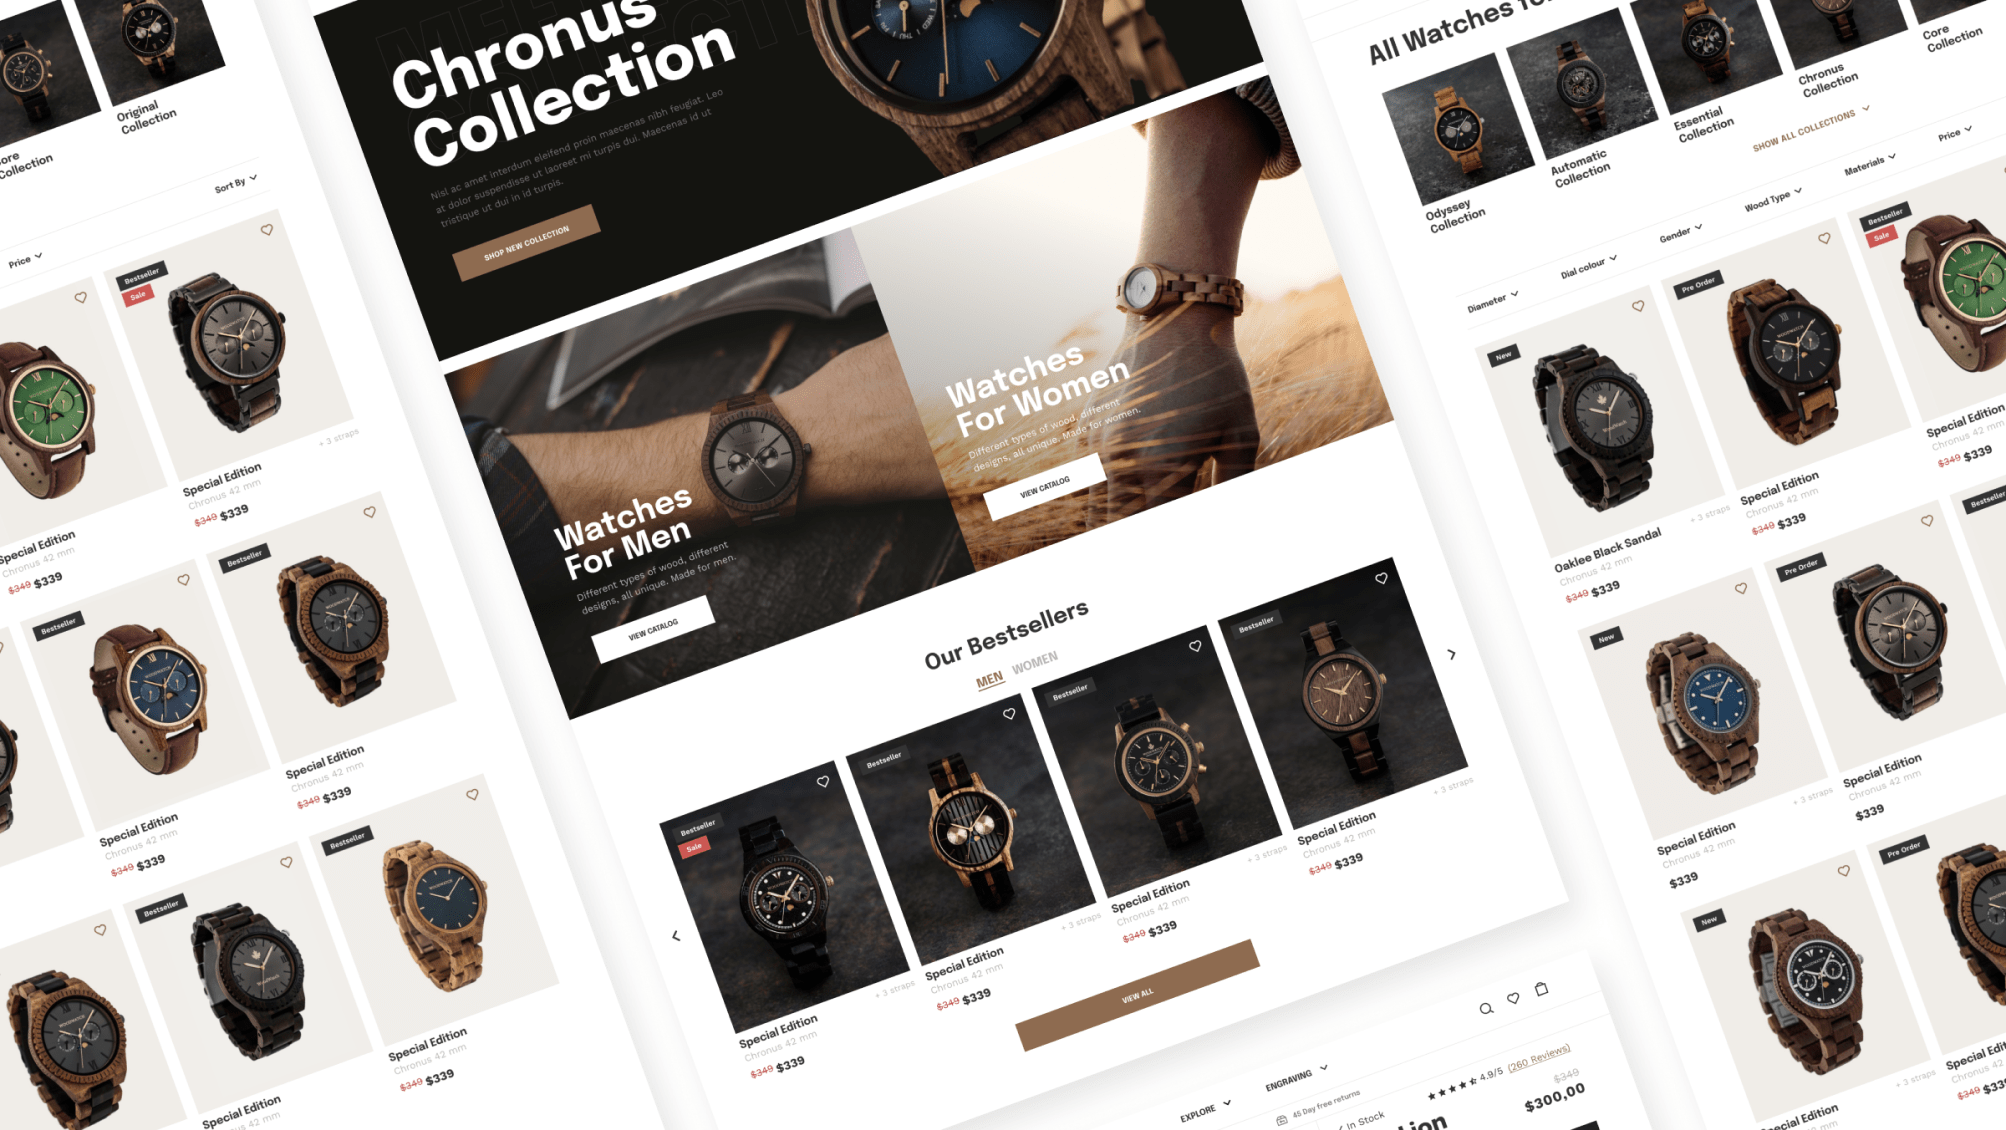 Original
Collection
Core
Collection
Sort By
Price
Bestseller
Sale
+ 3 straps
Special Edition
Chronus 42 mm
$349 $339
Special Edition
Chronus 42 mm
$349 $339
Bestseller
Bestseller
Special Edition
Chronus 42 mm
$349 $339
Special Edition
Chronus 42 mm
$349 $339
Bestseller
Bestseller
Special Edition
Chronus 42 mm
$349 $339
Special Edition
Chronus 42 mm
Chronus
Collection
Nisl ac amet interdum eleifend proin maecenas nibh feugiat. Leo
at dolor suspendisse ut laoreet mi turpis dui. Maecenas id ut
tristique ut dui in id turpis.
SHOP NEW COLLECTION
Watches
For Men
Different types of wood, different
designs, all unique. Made for men.
VIEW CATALOG
Watches
For Women
Different types of wood, different
designs, all unique. Made for women.
VIEW CATALOG
Our Bestsellers
MEN WOMEN
Bestseller
Sale
+ 3 straps
Special Edition
Chronus 42 mm
$349 $339
Bestseller
+ 3 straps
Special Edition
Chronus 42 mm
$349 $339
Bestseller
+ 3 straps
Special Edition
Chronus 42 mm
$349 $339
Bestseller
+ 3 straps
Special Edition
Chronus 42 mm
$349 $339
VIEW ALL
EXPLORE
ENGRAVING
45 Day free returns
In Stock
4.9/5 (260 Reviews)
$349
$300,00
All Watches
Odyssey
Collection
Automatic
Collection
Essential
Collection
Chronus
Collection
Core
Collection
SHOW ALL COLLECTIONS
Diameter
Dial colour
Gender
Wood Type
Materials
Price
New
+ 3 straps
Oaklee Black Sandal
Chronus 42 mm
$349 $339
Pre Order
Special Edition
Chronus 42 mm
$349 $339
Bestseller
Sale
Special Edition
Chronus 42 mm
$349 $339
New
+ 3 straps
Special Edition
Chronus 42 mm
$339
Pre Order
Special Edition
Chronus 42 mm
$339
Bestseller
New
+ 3 straps
Special Edition
Chronus 42 mm
Pre Order
Chronus 42 mm
$349